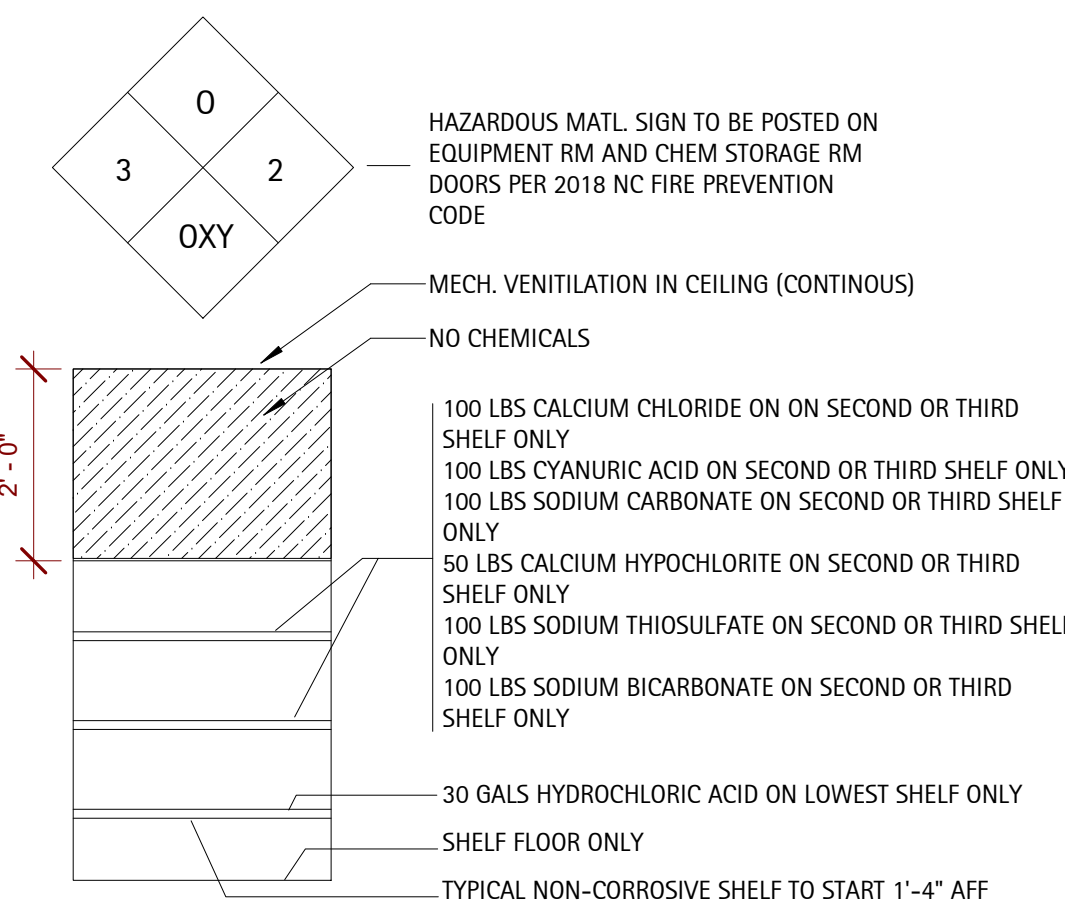 0
3 2
OXY
HAZARDOUS MATL. SIGN TO BE POSTED ON
EQUIPMENT RM AND CHEM STORAGE RM
DOORS PER 2018 NC FIRE PREVENTION
CODE
MECH. VENITILATION IN CEILING (CONTINOUS)
NO CHEMICALS
2' - 0"
100 LBS CALCIUM CHLORIDE ON ON SECOND OR THIRD
SHELF ONLY
100 LBS CYANURIC ACID ON SECOND OR THIRD SHELF ONLY
100 LBS SODIUM CARBONATE ON SECOND OR THIRD SHELF
ONLY
50 LBS CALCIUM HYPOCHLORITE ON SECOND OR THIRD
SHELF ONLY
100 LBS SODIUM THIOSULFATE ON SECOND OR THIRD SHELF
ONLY
100 LBS SODIUM BICARBONATE ON SECOND OR THIRD
SHELF ONLY
30 GALS HYDROCHLORIC ACID ON LOWEST SHELF ONLY
SHELF FLOOR ONLY
TYPICAL NON-CORROSIVE SHELF TO START 1'-4" AFF